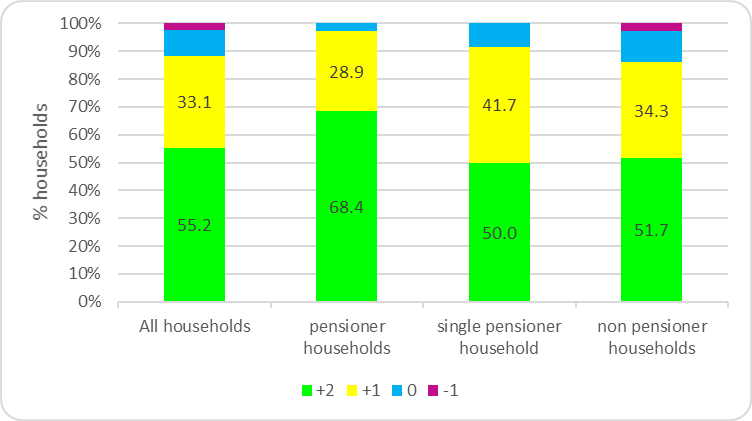 100%
90%
80%
70%
60%
50%
40%
30%
20%
10%
0%
% households
33.1
28.9
41.7
34.3
55.2
68.4
50.0
51.7
All households
pensioner
households
single pensioner
household
non pensioner
households
+2 +1 0 -1